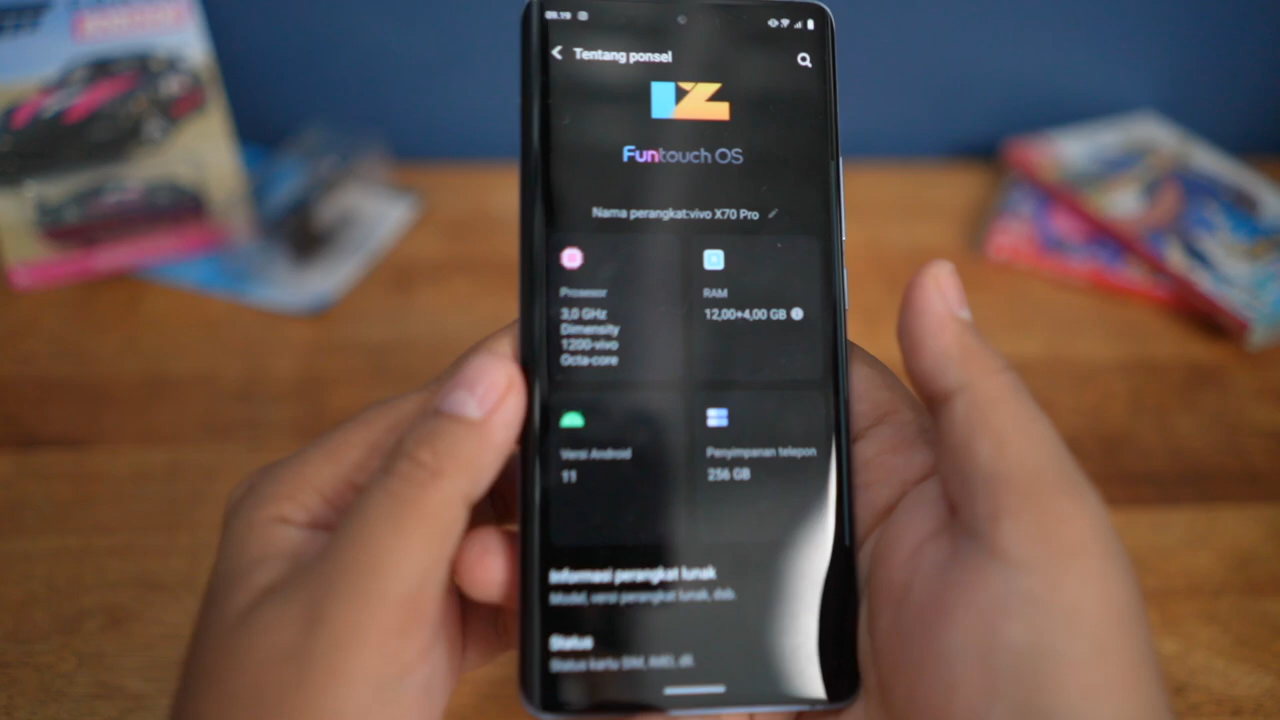 09.19
Tentang ponsel
12
Funtouch OS
Nama perangkat:vivo X70 Pro
Prosesor
3,0 GHz
Dimensity
1200-vivo
Octa-core
RAM
12,00+4,00 GB
Versi Android
11
Penyimpanan telepon
256 GB
Informasi perangkat lunak
Model, versi perangkat lunak, dsb.
Status
Status kartu SIM, IMEI, dll.